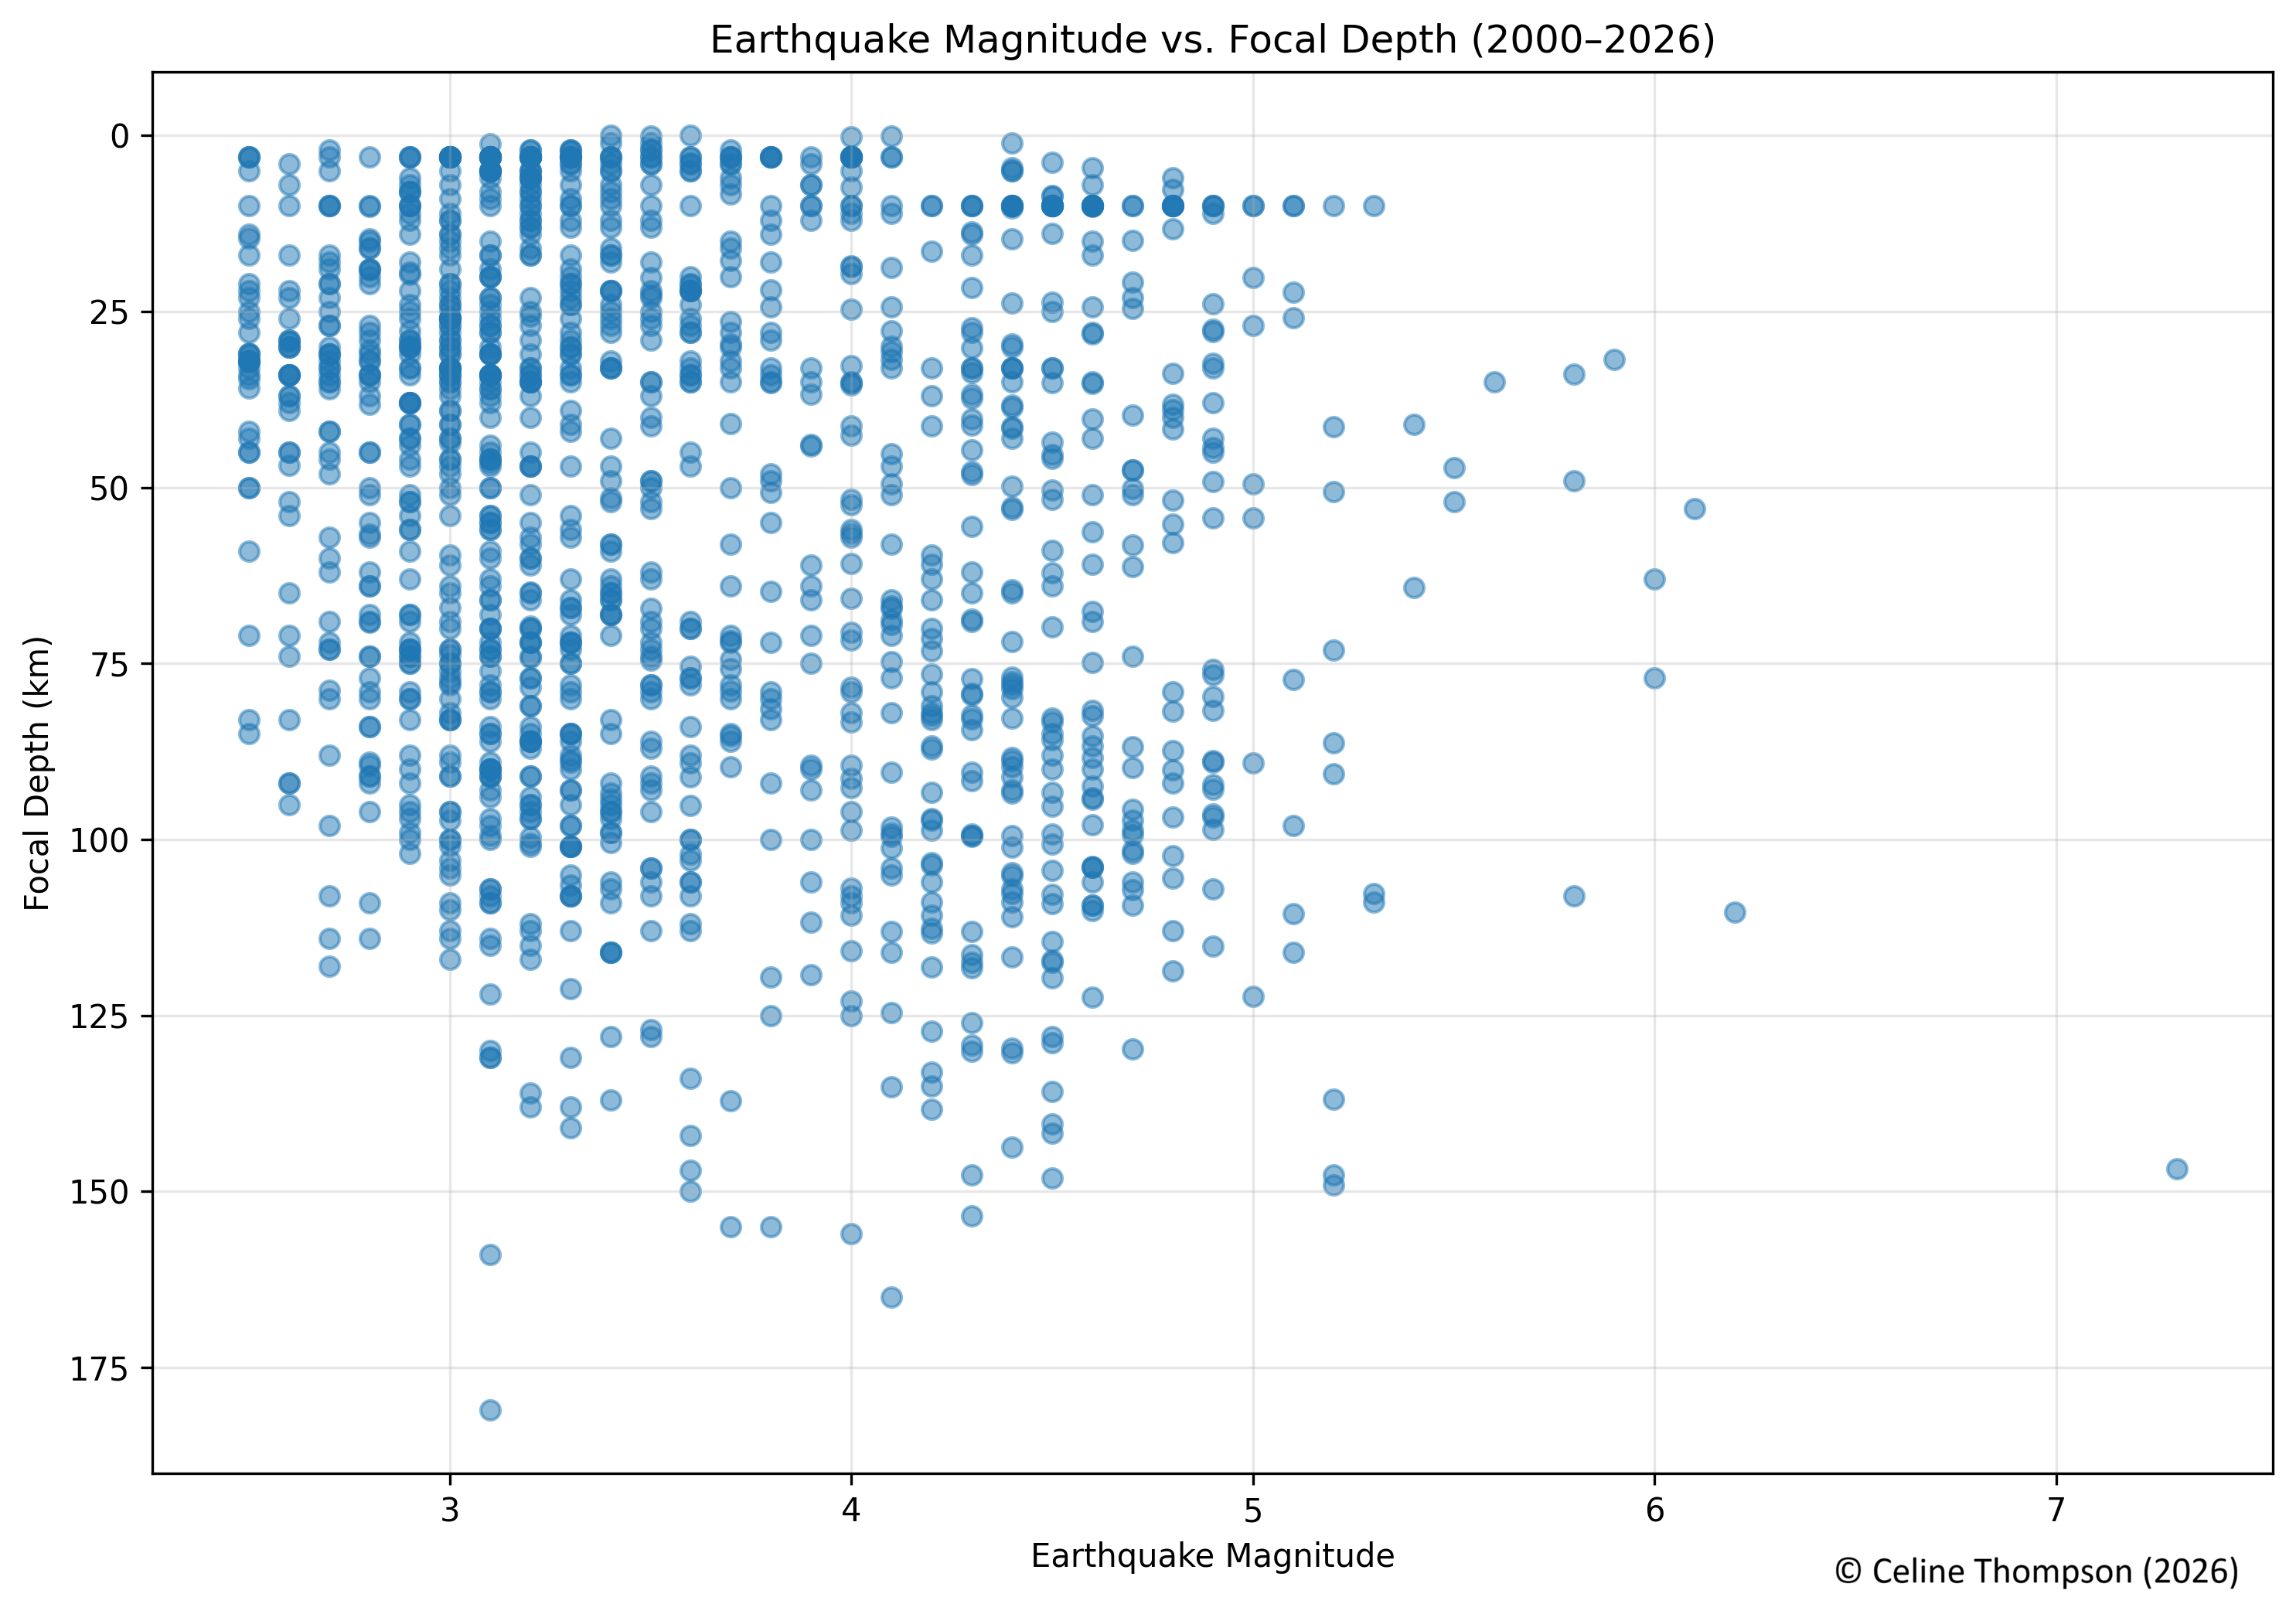 Earthquake Magnitude vs. Focal Depth (2000–2026)
0
25
50
75
100
125
150
175
Focal Depth (km)
3 4 5 6 7
Earthquake Magnitude
© Celine Thompson (2026)